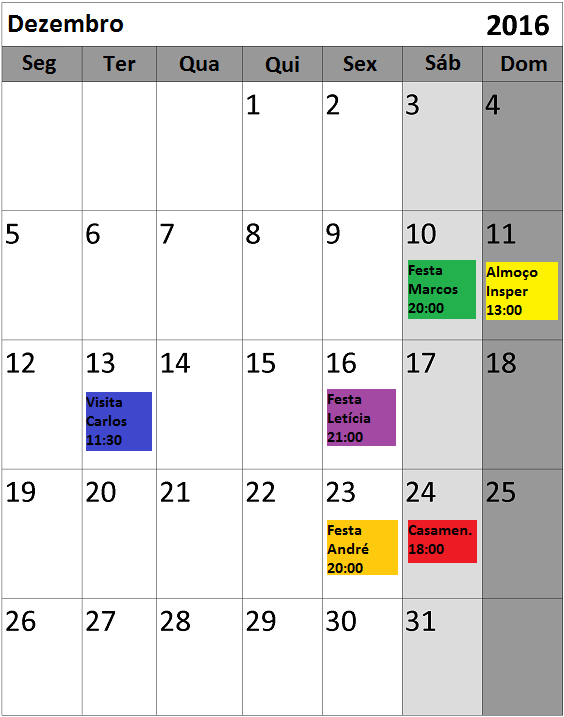 Dezembro 2016
Seg Ter Qua Qui Sex Sáb Dom
1 2 3 4
5 6 7 8 9 10 11
Festa
Marcos
20:00
Almoço
Insper
13:00
12 13 14 15 16 17 18
Visita
Carlos
11:30
Festa
Letícia
21:00
19 20 21 22 23 24 25
Festa
André
20:00
Casamen.
18:00
26 27 28 29 30 31